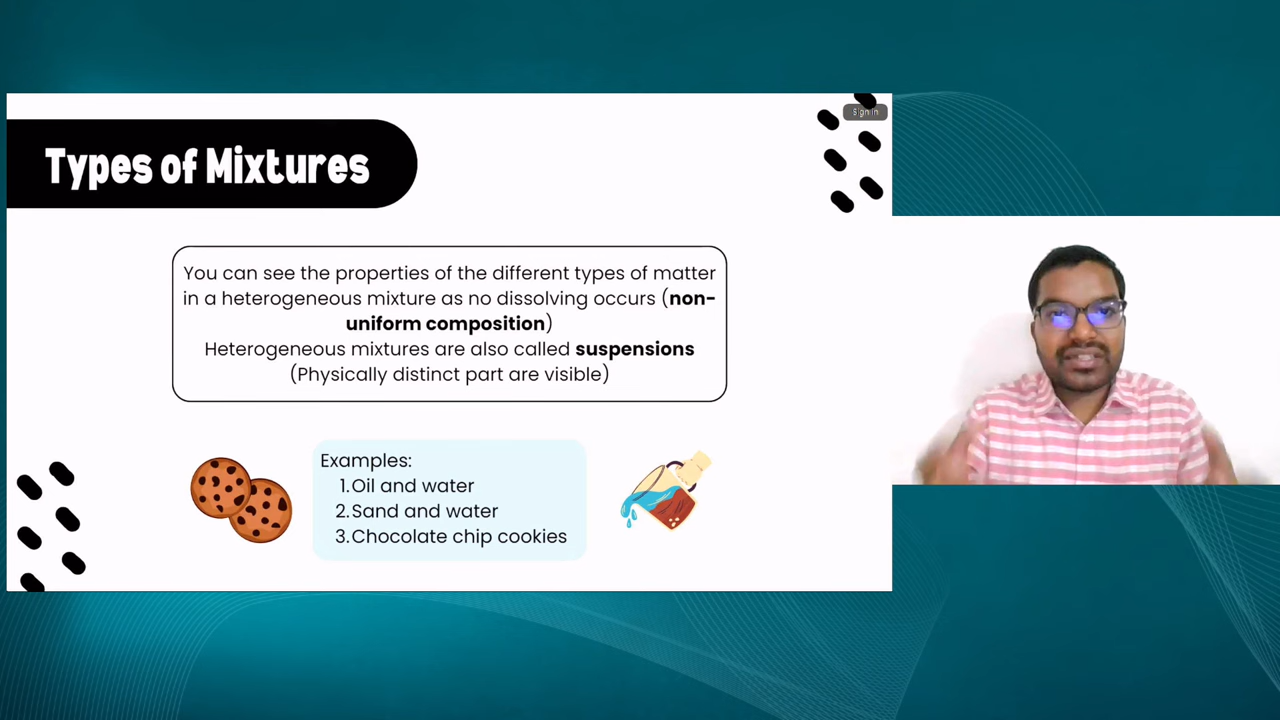 Sign in
Types of Mixtures
You can see the properties of the different types of matter
in a heterogeneous mixture as no dissolving occurs (non-
uniform composition)
Heterogeneous mixtures are also called suspensions
(Physically distinct part are visible)
Examples:
1.Oil and water
2.Sand and water
3.Chocolate chip cookies